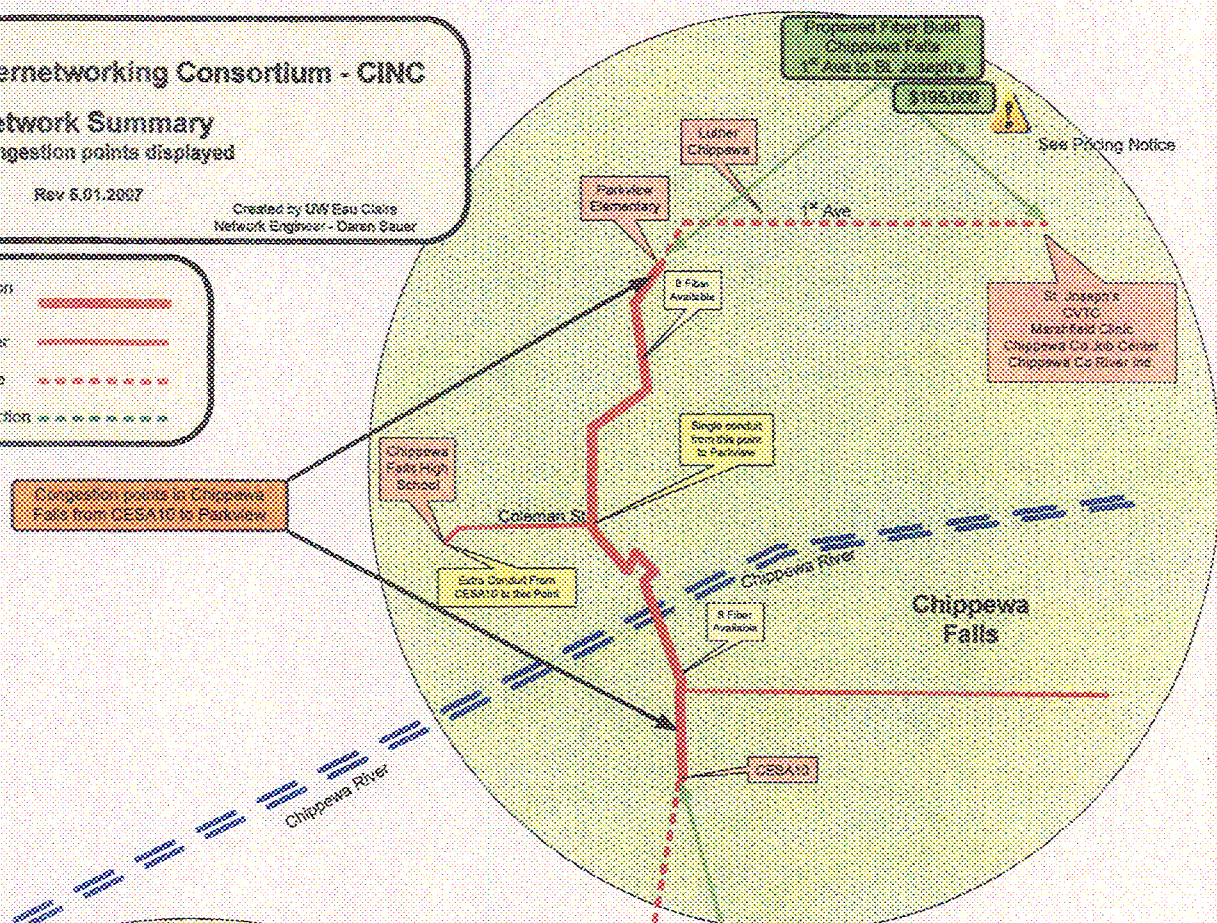 ernetworking Consortium - CINC
etwork Summary
ngestion points displayed
Rev 5.01.2007
Created by UW Eau Claire
Network Engineer - Daren Sauer
on
er
e
ction
Proposed Fiber Build
Chippewa Falls
1st Ave to St. Joseph's
$195,000
See Pricing Notice
Luther
Chippewa
Parkview
Elementary
1st Ave
8 Fiber
Available
St. Joseph's
CVTC
Marshfield Clinic
Chippewa Co Job Center
Chippewa Co River Ind
Single conduit
from this point
to Parkview
Chippewa
Falls High
School
Congestion points in Chippewa
Falls from CESA10 to Parkview
Coleman St
Extra Conduit From
CESA10 to this Point
Chippewa River
8 Fiber
Available
Chippewa
Falls
CESA10
Chippewa River